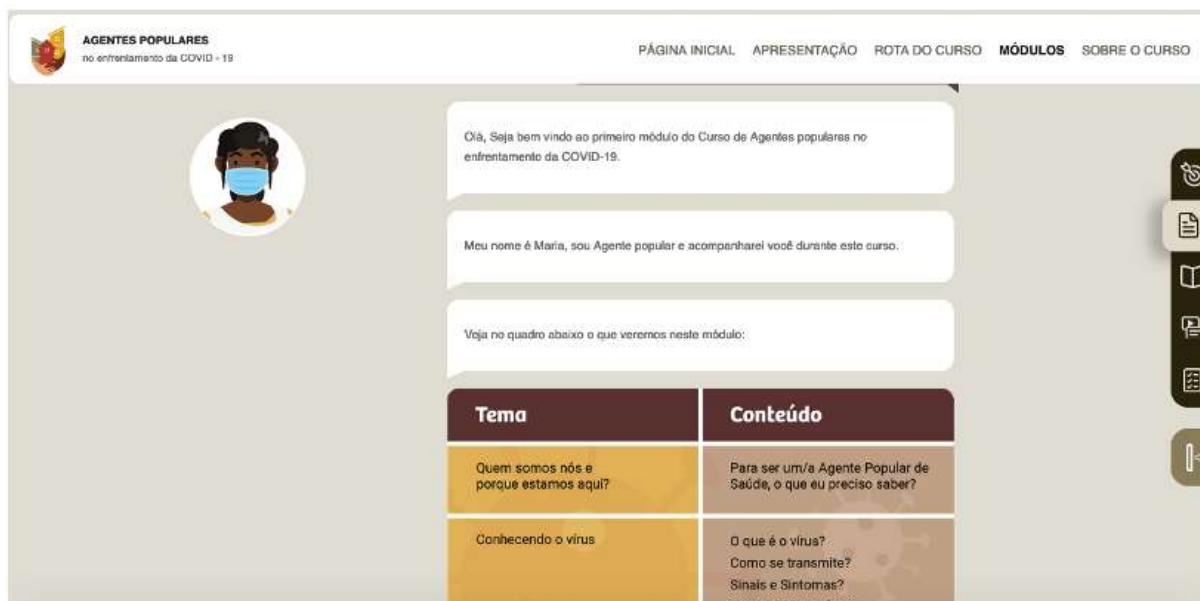 AGENTES POPULARES
no enfrentamento da COVID - 19
PÁGINA INICIAL APRESENTAÇÃO ROTA DO CURSO MÓDULOS SOBRE O CURSO
Olá, Seja bem vindo ao primeiro módulo do Curso de Agentes populares no
enfrentamento da COVID-19.
Meu nome é Maria, sou Agente popular e acompanharei você durante este curso.
Veja no quadro abaixo o que veremos neste módulo:
Tema
Conteúdo
Quem somos nós e
porque estamos aqui?
Para ser um/a Agente Popular de
Saúde, o que eu preciso saber?
Conhecendo o vírus
O que é o vírus?
Como se transmite?
Sinais e Sintomas?